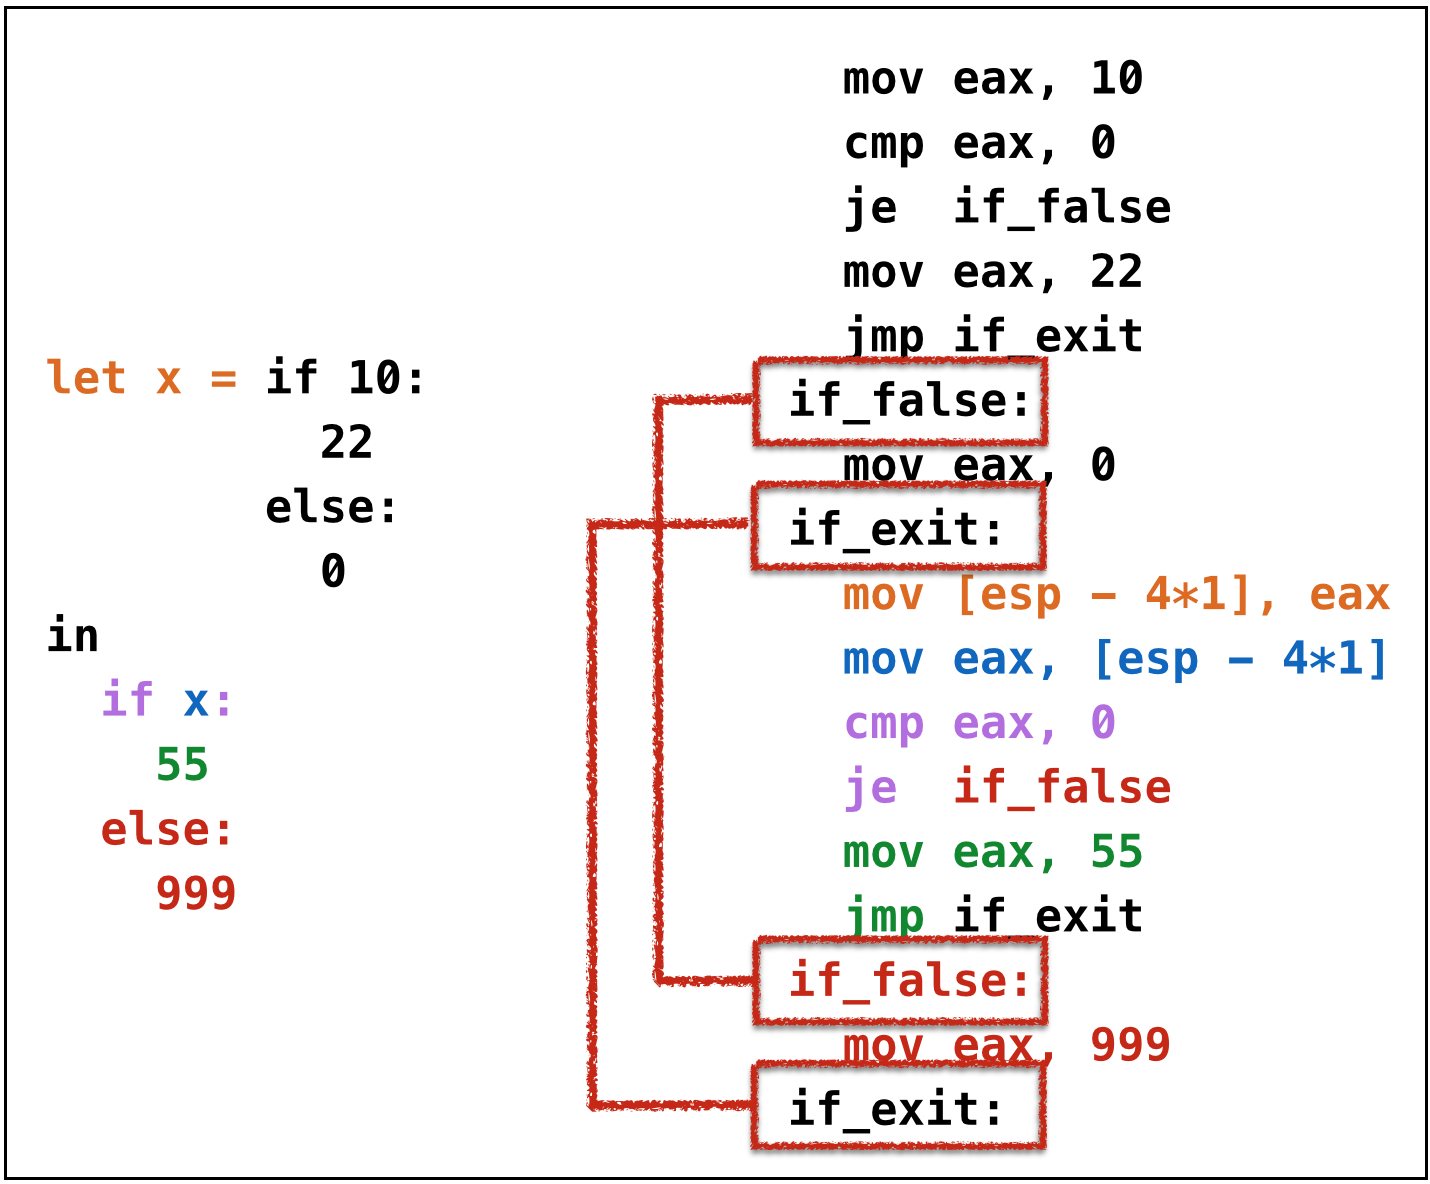 let x = if 10:
22
else:
0
in
if x:
55
else:
999
mov eax, 10
cmp eax, 0
je if_false
mov eax, 22
jmp if_exit
if_false:
mov eax, 0
if_exit:
mov [esp - 4*1], eax
mov eax, [esp - 4*1]
cmp eax, 0
je if_false
mov eax, 55
jmp if_exit
if_false:
mov eax, 999
if_exit: